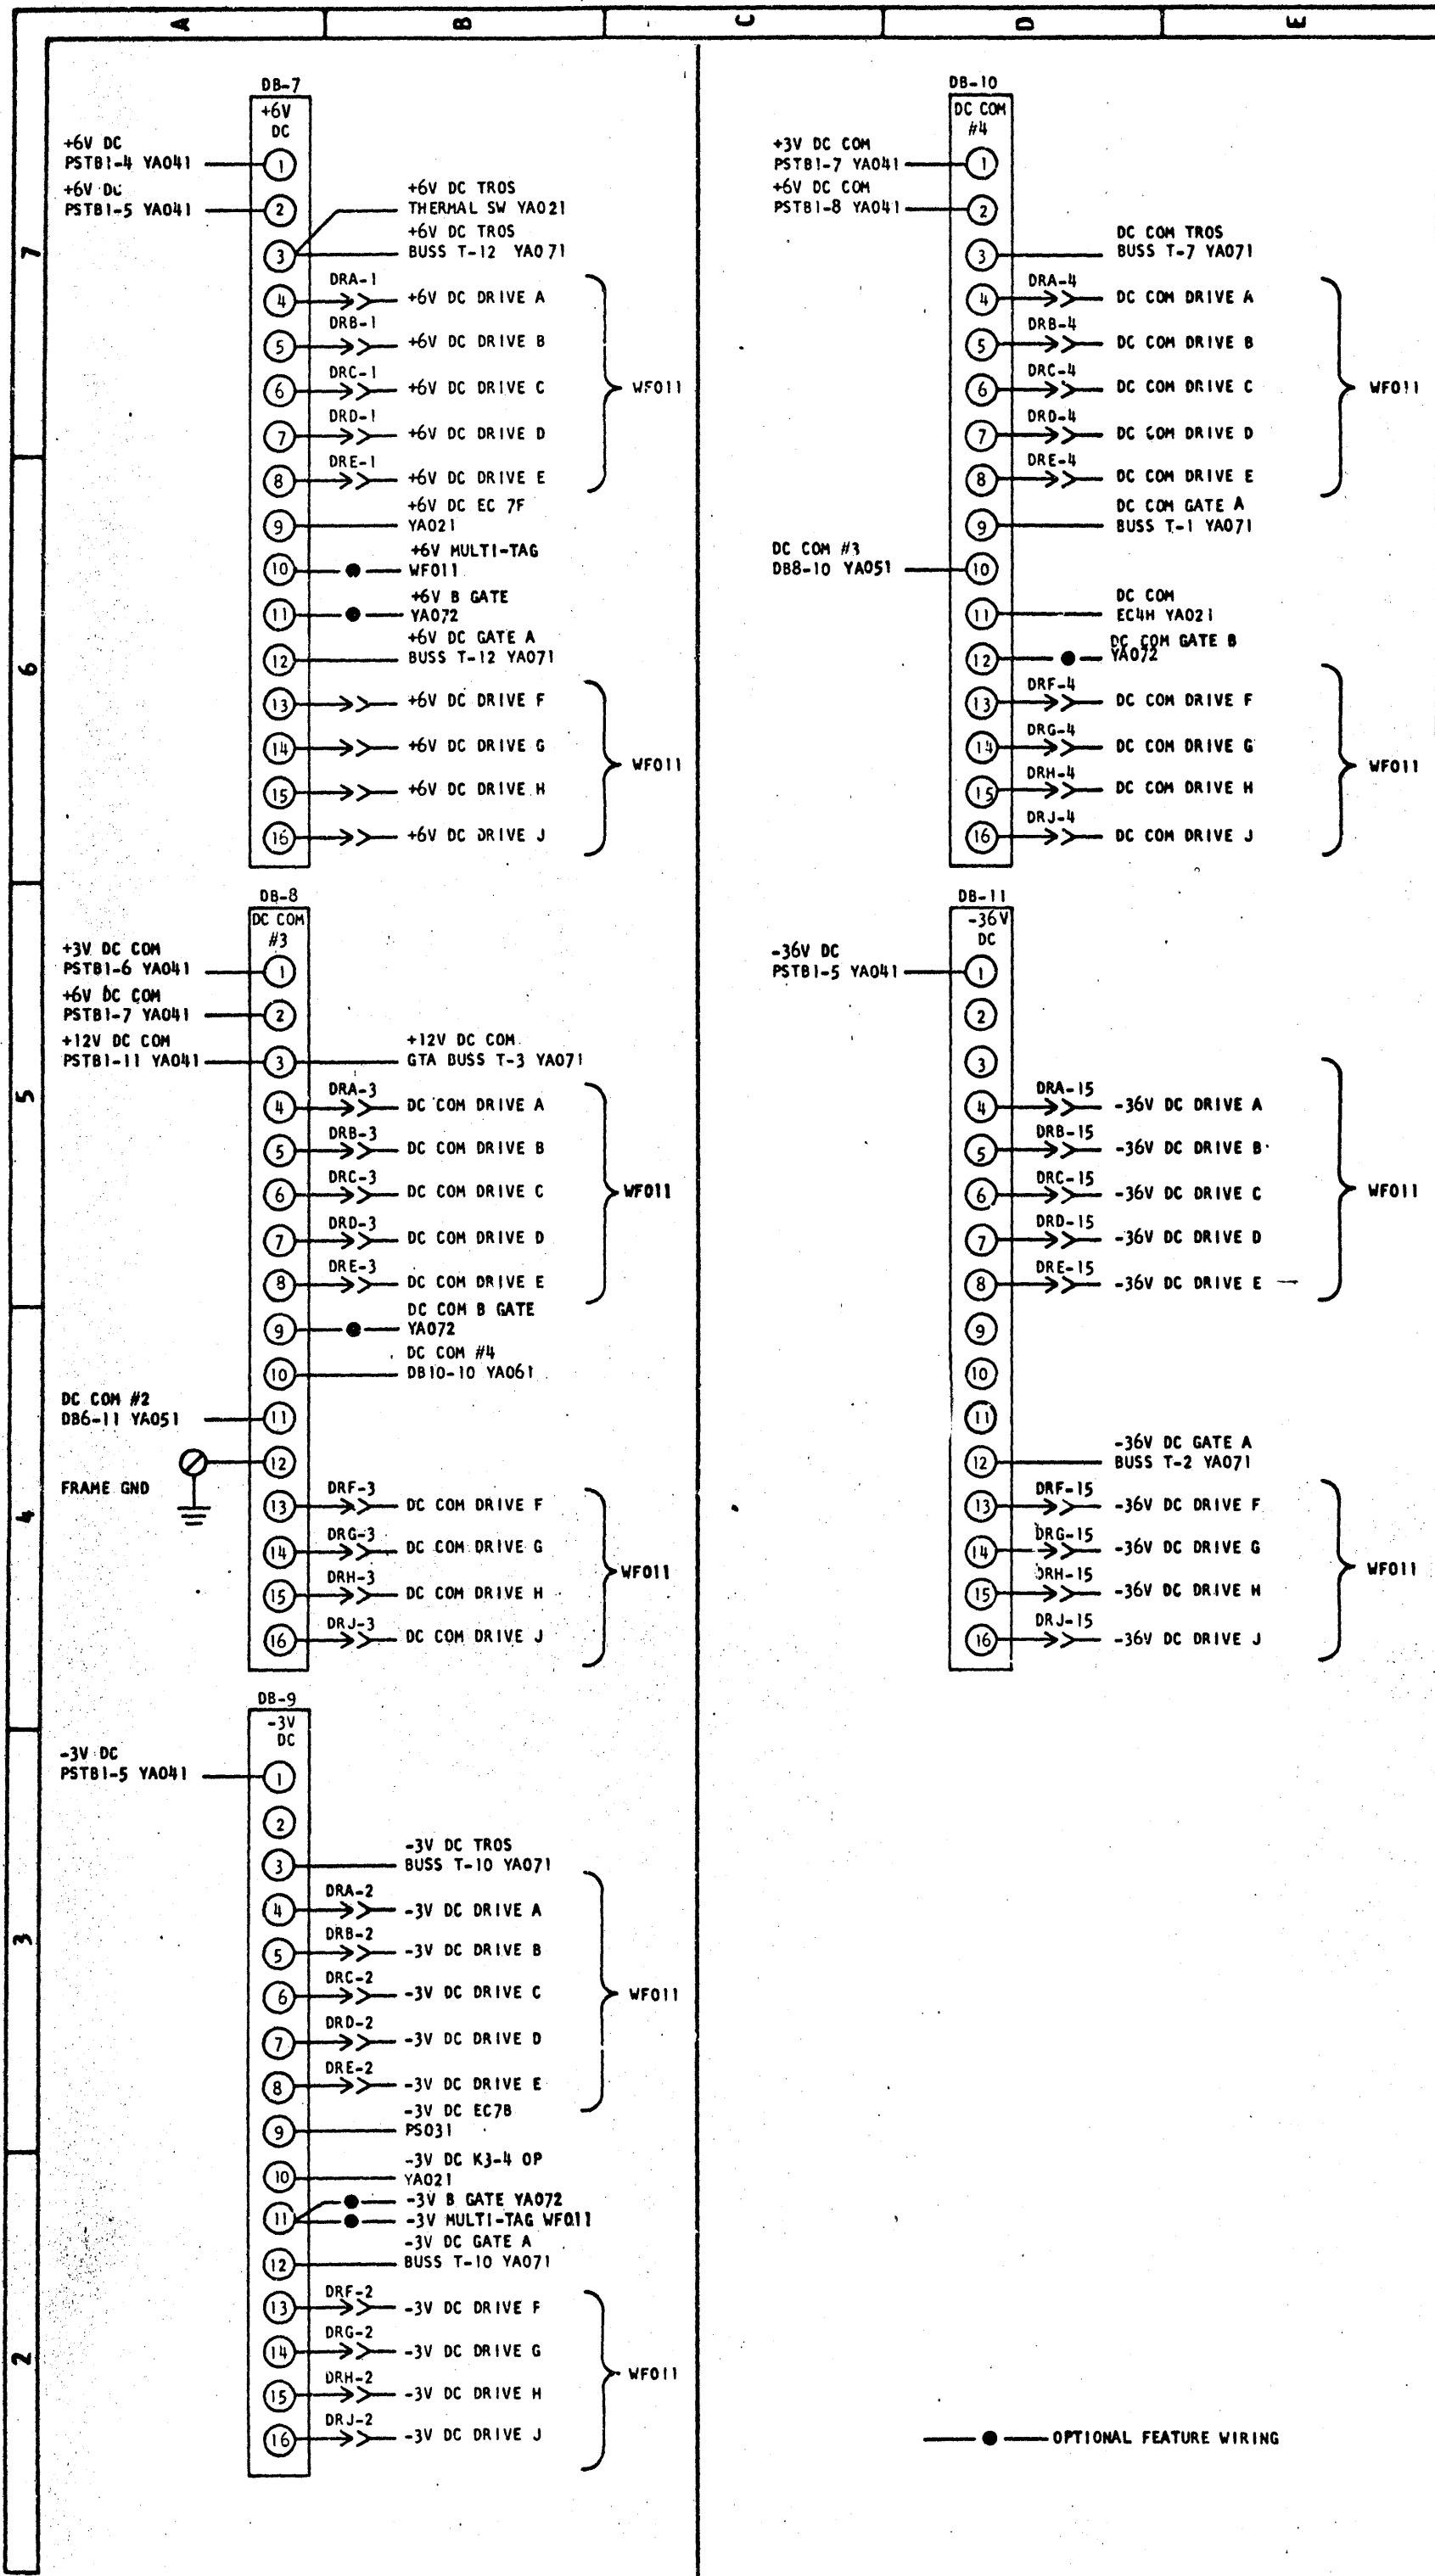 A B C D E
7
6
5
4
3
2
DB-7
+6V
DC
+6V DC
PSTB1-4 YA041
1
+6V DC
PSTB1-5 YA041
2
+6V DC TROS
THERMAL SW YA021
+6V DC TROS
3 BUSS T-12 YA071
DRA-1
4 +6V DC DRIVE A
DRB-1
5 +6V DC DRIVE B
DRC-1
6 +6V DC DRIVE C
WF011
DRD-1
7 +6V DC DRIVE D
DRE-1
8 +6V DC DRIVE E
+6V DC EC 7F
9 YA021
+6V MULTI-TAG
10 WF011
+6V B GATE
11 YA072
+6V DC GATE A
12 BUSS T-12 YA071
13 +6V DC DRIVE F
14 +6V DC DRIVE G
WF011
15 +6V DC DRIVE H
16 +6V DC DRIVE J
DB-8
DC COM
#3
+3V DC COM
PSTB1-6 YA041
1
+6V DC COM
PSTB1-7 YA041
2
+12V DC COM
PSTB1-11 YA041
3
+12V DC COM
GTA BUSS T-3 YA071
DRA-3
4 DC COM DRIVE A
DRB-3
5 DC COM DRIVE B
DRC-3
6 DC COM DRIVE C
WF011
DRD-3
7 DC COM DRIVE D
DRE-3
8 DC COM DRIVE E
DC COM B GATE
9 YA072
DC COM #4
10 DB10-10 YA061
DC COM #2
DB6-11 YA051
11
12
FRAME GND
DRF-3
13 DC COM DRIVE F
DRG-3
14 DC COM DRIVE G
WF011
DRH-3
15 DC COM DRIVE H
DRJ-3
16 DC COM DRIVE J
DB-9
-3V
DC
-3V DC
PSTB1-5 YA041
1
2
-3V DC TROS
3 BUSS T-10 YA071
DRA-2
4 -3V DC DRIVE A
DRB-2
5 -3V DC DRIVE B
DRC-2
6 -3V DC DRIVE C
WF011
DRD-2
7 -3V DC DRIVE D
DRE-2
8 -3V DC DRIVE E
-3V DC EC7B
9 PS031
-3V DC K3-4 OP
10 YA021
-3V B GATE YA072
11
-3V MULTI-TAG WF011
-3V DC GATE A
12 BUSS T-10 YA071
DRF-2
13 -3V DC DRIVE F
DRG-2
14 -3V DC DRIVE G
WF011
DRH-2
15 -3V DC DRIVE H
DRJ-2
16 -3V DC DRIVE J
DB-10
DC COM
#4
+3V DC COM
PSTB1-7 YA041
1
+6V DC COM
PSTB1-8 YA041
2
DC COM TROS
3 BUSS T-7 YA071
DRA-4
4 DC COM DRIVE A
DRB-4
5 DC COM DRIVE B
DRC-4
6 DC COM DRIVE C
WF011
DRD-4
7 DC COM DRIVE D
DRE-4
8 DC COM DRIVE E
DC COM GATE A
9 BUSS T-1 YA071
DC COM #3
DB8-10 YA051
10
DC COM
11 EC4H YA021
DC COM GATE B
12 YA072
DRF-4
13 DC COM DRIVE F
DRG-4
14 DC COM DRIVE G
WF011
DRH-4
15 DC COM DRIVE H
DRJ-4
16 DC COM DRIVE J
DB-11
-36V
DC
-36V DC
PSTB1-5 YA041
1
2
3
DRA-15
4 -36V DC DRIVE A
DRB-15
5 -36V DC DRIVE B
DRC-15
6 -36V DC DRIVE C
WF011
DRD-15
7 -36V DC DRIVE D
DRE-15
8 -36V DC DRIVE E
9
10
11
-36V DC GATE A
12 BUSS T-2 YA071
DRF-15
13 -36V DC DRIVE F
DRG-15
14 -36V DC DRIVE G
WF011
DRH-15
15 -36V DC DRIVE H
DRJ-15
16 -36V DC DRIVE J
OPTIONAL FEATURE WIRING